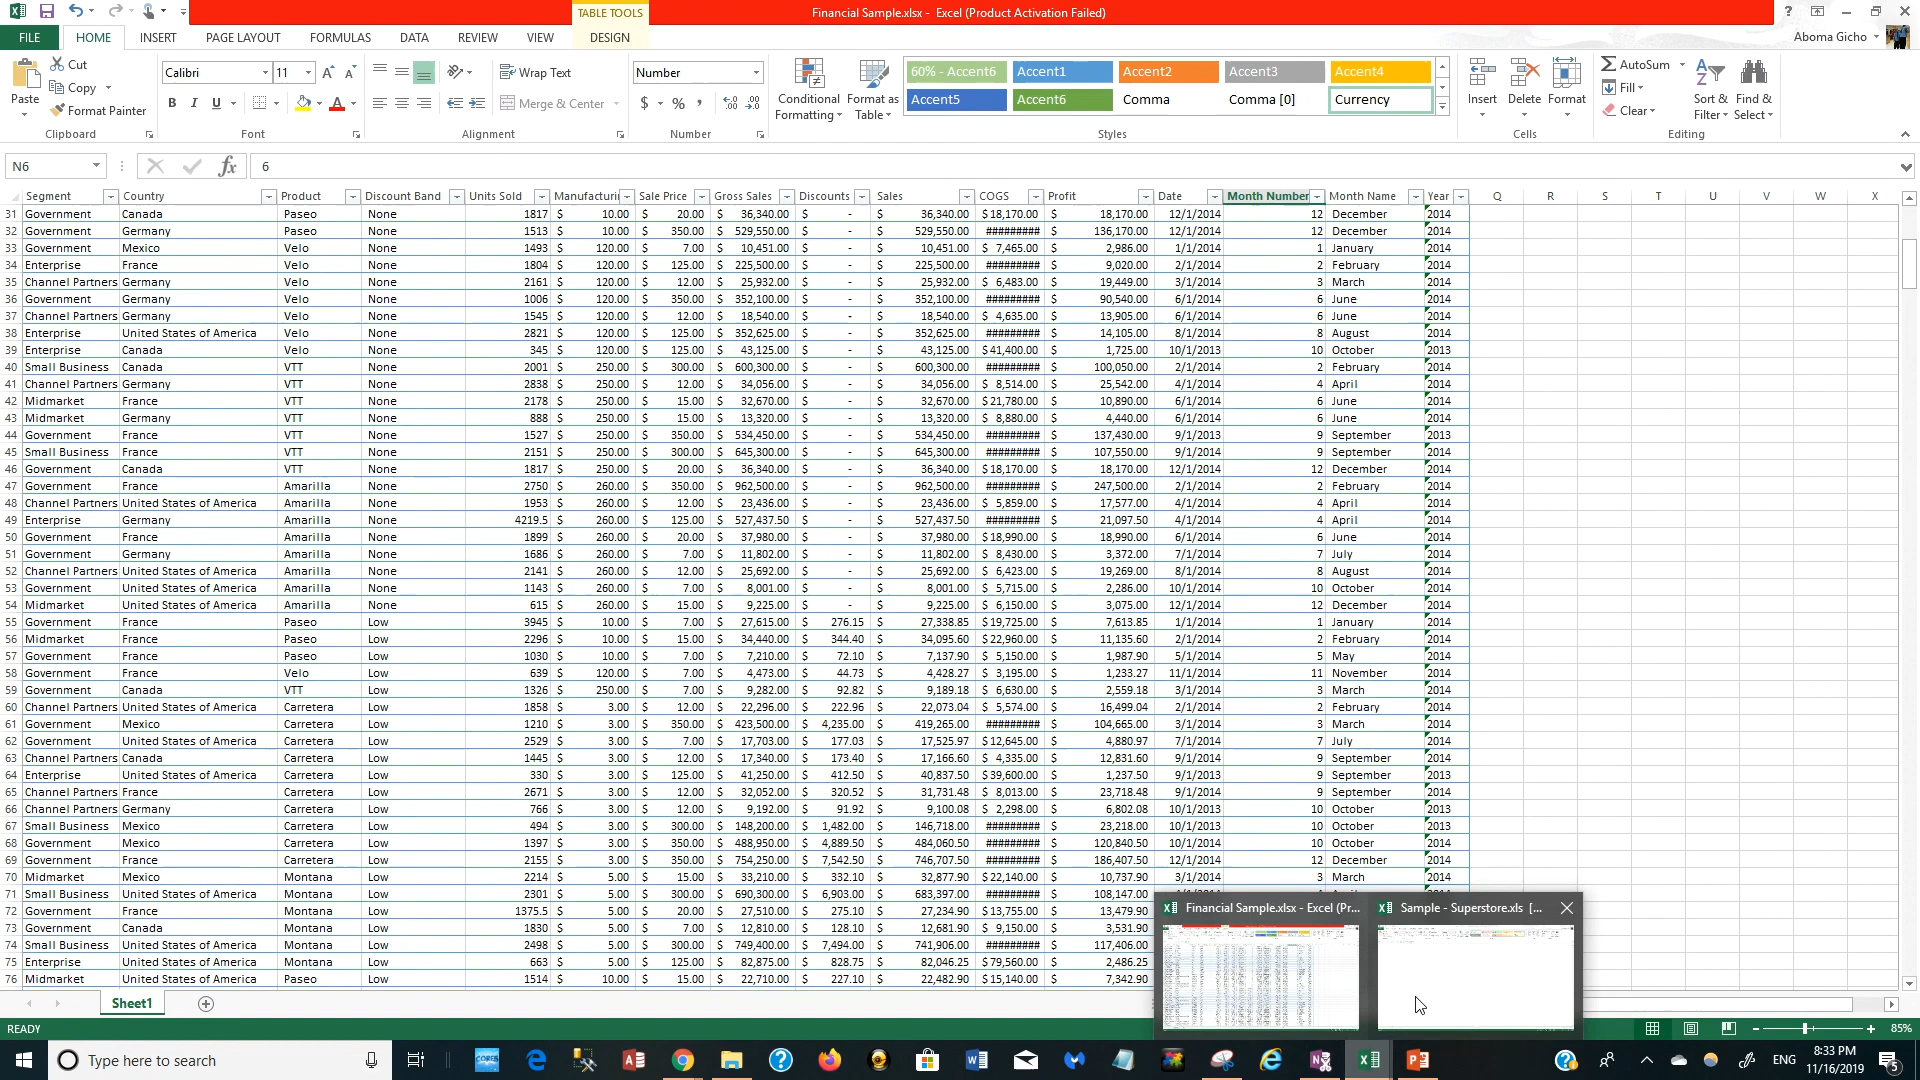 TABLE TOOLS
Financial Sample.xlsx - Excel (Product Activation Failed)
FILE HOME INSERT PAGE LAYOUT FORMULAS DATA REVIEW VIEW DESIGN
Aboma Gicho
Paste
Cut
Copy
Format Painter
Calibri 11
B I U
Wrap Text
Merge & Center
Number
$ % ,
Conditional Formatting
Format as Table
60% - Accent6 Accent1 Accent2 Accent3 Accent4
Accent5 Accent6 Comma Comma [0] Currency
Insert Delete Format
AutoSum
Fill
Clear
Sort & Filter
Find & Select
Clipboard Font Alignment Number Styles Cells Editing
N6 fx 6
Segment Country Product Discount Band Units Sold Manufacturin Sale Price Gross Sales Discounts Sales COGS Profit Date Month Number Month Name Year Q R S T U V W X
31 Government Canada Paseo None 1817 $ 10.00 $ 20.00 $ 36,340.00 $ - $ 36,340.00 $18,170.00 $ 18,170.00 12/1/2014 12 December 2014
32 Government Germany Paseo None 1513 $ 10.00 $ 350.00 $ 529,550.00 $ - $ 529,550.00 ######### $ 136,170.00 12/1/2014 12 December 2014
33 Government Mexico Velo None 1493 $ 120.00 $ 7.00 $ 10,451.00 $ - $ 10,451.00 $ 7,465.00 $ 2,986.00 1/1/2014 1 January 2014
34 Enterprise France Velo None 1804 $ 120.00 $ 125.00 $ 225,500.00 $ - $ 225,500.00 ######### $ 9,020.00 2/1/2014 2 February 2014
35 Channel Partners Germany Velo None 2161 $ 120.00 $ 12.00 $ 25,932.00 $ - $ 25,932.00 $ 6,483.00 $ 19,449.00 3/1/2014 3 March 2014
36 Government Germany Velo None 1006 $ 120.00 $ 350.00 $ 352,100.00 $ - $ 352,100.00 ######### $ 90,540.00 6/1/2014 6 June 2014
37 Channel Partners Germany Velo None 1545 $ 120.00 $ 12.00 $ 18,540.00 $ - $ 18,540.00 $ 4,635.00 $ 13,905.00 6/1/2014 6 June 2014
38 Enterprise United States of America Velo None 2821 $ 120.00 $ 125.00 $ 352,625.00 $ - $ 352,625.00 ######### $ 14,105.00 8/1/2014 8 August 2014
39 Enterprise Canada Velo None 345 $ 120.00 $ 125.00 $ 43,125.00 $ - $ 43,125.00 $41,400.00 $ 1,725.00 10/1/2013 10 October 2013
40 Small Business Canada VTT None 2001 $ 250.00 $ 300.00 $ 600,300.00 $ - $ 600,300.00 ######### $ 100,050.00 2/1/2014 2 February 2014
41 Channel Partners Germany VTT None 2838 $ 250.00 $ 12.00 $ 34,056.00 $ - $ 34,056.00 $ 8,514.00 $ 25,542.00 4/1/2014 4 April 2014
42 Midmarket France VTT None 2178 $ 250.00 $ 15.00 $ 32,670.00 $ - $ 32,670.00 $21,780.00 $ 10,890.00 6/1/2014 6 June 2014
43 Midmarket Germany VTT None 888 $ 250.00 $ 15.00 $ 13,320.00 $ - $ 13,320.00 $ 8,880.00 $ 4,440.00 6/1/2014 6 June 2014
44 Government France VTT None 1527 $ 250.00 $ 350.00 $ 534,450.00 $ - $ 534,450.00 ######### $ 137,430.00 9/1/2013 9 September 2013
45 Small Business France VTT None 2151 $ 250.00 $ 300.00 $ 645,300.00 $ - $ 645,300.00 ######### $ 107,550.00 9/1/2014 9 September 2014
46 Government Canada VTT None 1817 $ 250.00 $ 20.00 $ 36,340.00 $ - $ 36,340.00 $18,170.00 $ 18,170.00 12/1/2014 12 December 2014
47 Government France Amarilla None 2750 $ 260.00 $ 350.00 $ 962,500.00 $ - $ 962,500.00 ######### $ 247,500.00 2/1/2014 2 February 2014
48 Channel Partners United States of America Amarilla None 1953 $ 260.00 $ 12.00 $ 23,436.00 $ - $ 23,436.00 $ 5,859.00 $ 17,577.00 4/1/2014 4 April 2014
49 Enterprise Germany Amarilla None 4219.5 $ 260.00 $ 125.00 $ 527,437.50 $ - $ 527,437.50 ######### $ 21,097.50 4/1/2014 4 April 2014
50 Government France Amarilla None 1899 $ 260.00 $ 20.00 $ 37,980.00 $ - $ 37,980.00 $18,990.00 $ 18,990.00 6/1/2014 6 June 2014
51 Government Germany Amarilla None 1686 $ 260.00 $ 7.00 $ 11,802.00 $ - $ 11,802.00 $ 8,430.00 $ 3,372.00 7/1/2014 7 July 2014
52 Channel Partners United States of America Amarilla None 2141 $ 260.00 $ 12.00 $ 25,692.00 $ - $ 25,692.00 $ 6,423.00 $ 19,269.00 8/1/2014 8 August 2014
53 Government United States of America Amarilla None 1143 $ 260.00 $ 7.00 $ 8,001.00 $ - $ 8,001.00 $ 5,715.00 $ 2,286.00 10/1/2014 10 October 2014
54 Midmarket United States of America Amarilla None 615 $ 260.00 $ 15.00 $ 9,225.00 $ - $ 9,225.00 $ 6,150.00 $ 3,075.00 12/1/2014 12 December 2014
55 Government France Paseo Low 3945 $ 10.00 $ 7.00 $ 27,615.00 $ 276.15 $ 27,338.85 $19,725.00 $ 7,613.85 1/1/2014 1 January 2014
56 Midmarket France Paseo Low 2296 $ 10.00 $ 15.00 $ 34,440.00 $ 344.40 $ 34,095.60 $22,960.00 $ 11,135.60 2/1/2014 2 February 2014
57 Government France Paseo Low 1030 $ 10.00 $ 7.00 $ 7,210.00 $ 72.10 $ 7,137.90 $ 5,150.00 $ 1,987.90 5/1/2014 5 May 2014
58 Government France Velo Low 639 $ 120.00 $ 7.00 $ 4,473.00 $ 44.73 $ 4,428.27 $ 3,195.00 $ 1,233.27 11/1/2014 11 November 2014
59 Government Canada VTT Low 1326 $ 250.00 $ 7.00 $ 9,282.00 $ 92.82 $ 9,189.18 $ 6,630.00 $ 2,559.18 3/1/2014 3 March 2014
60 Channel Partners United States of America Carretera Low 1858 $ 3.00 $ 12.00 $ 22,296.00 $ 222.96 $ 22,073.04 $ 5,574.00 $ 16,499.04 2/1/2014 2 February 2014
61 Government Mexico Carretera Low 1210 $ 3.00 $ 350.00 $ 423,500.00 $ 4,235.00 $ 419,265.00 ######### $ 104,665.00 3/1/2014 3 March 2014
62 Government United States of America Carretera Low 2529 $ 3.00 $ 7.00 $ 17,703.00 $ 177.03 $ 17,525.97 $12,645.00 $ 4,880.97 7/1/2014 7 July 2014
63 Channel Partners Canada Carretera Low 1445 $ 3.00 $ 12.00 $ 17,340.00 $ 173.40 $ 17,166.60 $ 4,335.00 $ 12,831.60 9/1/2014 9 September 2014
64 Enterprise United States of America Carretera Low 330 $ 3.00 $ 125.00 $ 41,250.00 $ 412.50 $ 40,837.50 $39,600.00 $ 1,237.50 9/1/2013 9 September 2013
65 Channel Partners France Carretera Low 2671 $ 3.00 $ 12.00 $ 32,052.00 $ 320.52 $ 31,731.48 $ 8,013.00 $ 23,718.48 9/1/2014 9 September 2014
66 Channel Partners Germany Carretera Low 766 $ 3.00 $ 12.00 $ 9,192.00 $ 91.92 $ 9,100.08 $ 2,298.00 $ 6,802.08 10/1/2013 10 October 2013
67 Small Business Mexico Carretera Low 494 $ 3.00 $ 300.00 $ 148,200.00 $ 1,482.00 $ 146,718.00 ######### $ 23,218.00 10/1/2013 10 October 2013
68 Government Mexico Carretera Low 1397 $ 3.00 $ 350.00 $ 488,950.00 $ 4,889.50 $ 484,060.50 ######### $ 120,840.50 10/1/2014 10 October 2014
69 Government France Carretera Low 2155 $ 3.00 $ 350.00 $ 754,250.00 $ 7,542.50 $ 746,707.50 ######### $ 186,407.50 12/1/2014 12 December 2014
70 Midmarket Mexico Montana Low 2214 $ 5.00 $ 15.00 $ 33,210.00 $ 332.10 $ 32,877.90 $22,140.00 $ 10,737.90 3/1/2014 3 March 2014
71 Small Business United States of America Montana Low 2301 $ 5.00 $ 300.00 $ 690,300.00 $ 6,903.00 $ 683,397.00 ######### $ 108,147.00
72 Government France Montana Low 1375.5 $ 5.00 $ 20.00 $ 27,510.00 $ 275.10 $ 27,234.90 $13,755.00 $ 13,479.90
73 Government Canada Montana Low 1830 $ 5.00 $ 7.00 $ 12,810.00 $ 128.10 $ 12,681.90 $ 9,150.00 $ 3,531.90
74 Small Business United States of America Montana Low 2498 $ 5.00 $ 300.00 $ 749,400.00 $ 7,494.00 $ 741,906.00 ######### $ 117,406.00
75 Enterprise United States of America Montana Low 663 $ 5.00 $ 125.00 $ 82,875.00 $ 828.75 $ 82,046.25 $79,560.00 $ 2,486.25
76 Midmarket United States of America Paseo Low 1514 $ 10.00 $ 15.00 $ 22,710.00 $ 227.10 $ 22,482.90 $15,140.00 $ 7,342.90
Financial Sample.xlsx - Excel (Pr... Sample - Superstore.xls [...
Sheet1
READY 85%
Type here to search
ENG
8:33 PM
11/16/2019
5